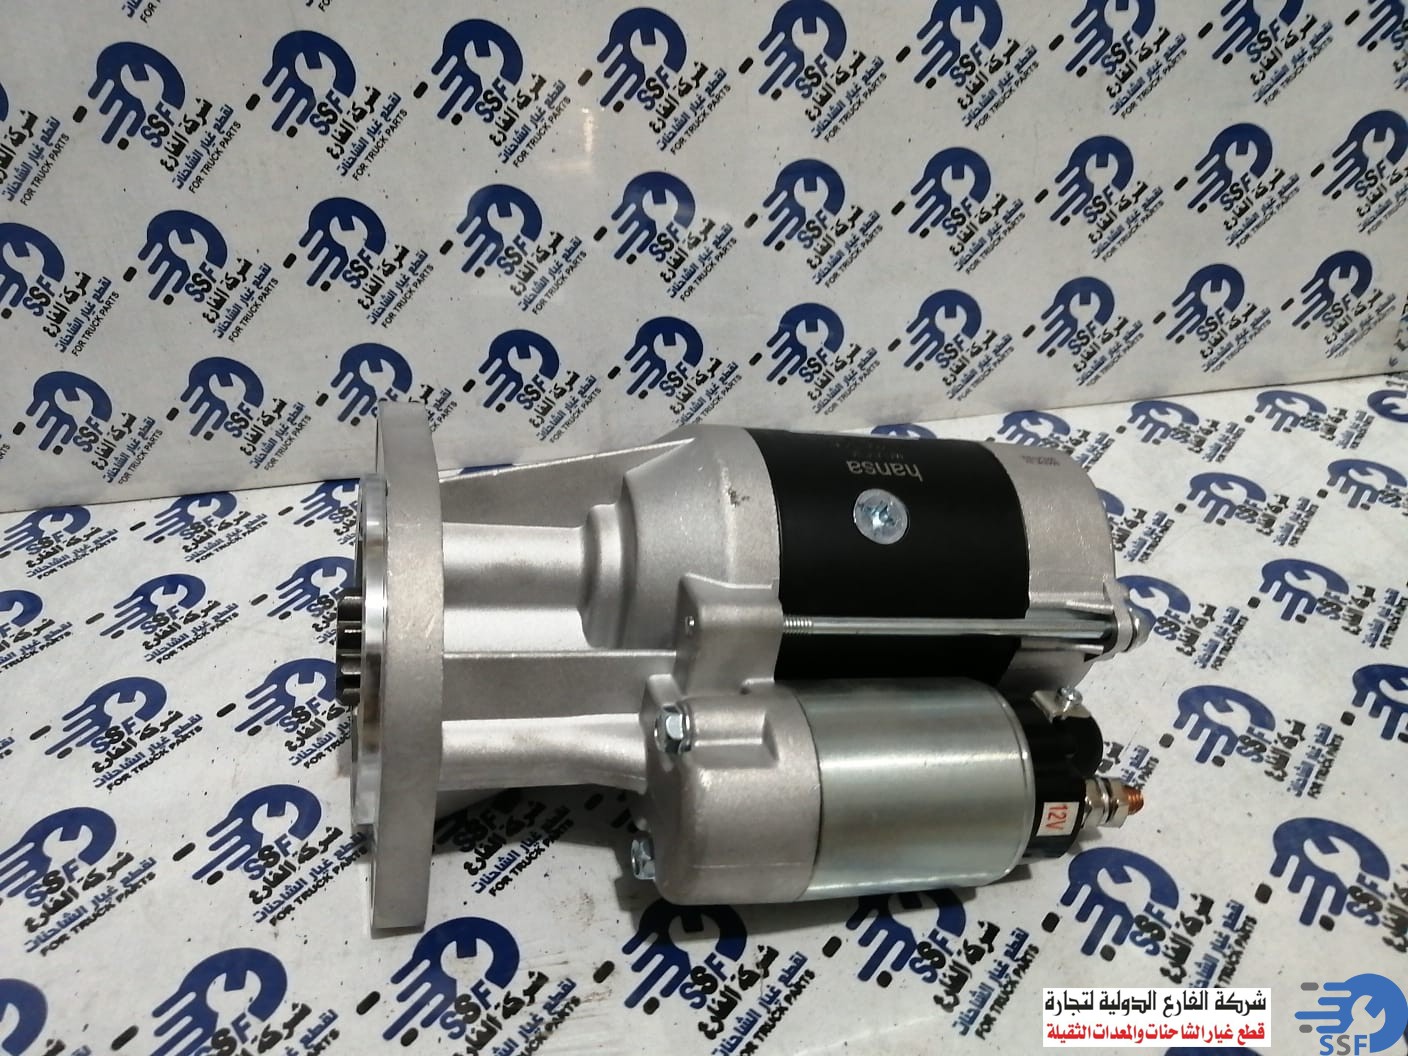 SSF
شركة الفارع
لقطع غيار الشاحنات
FOR TRUCK PARTS
hansa
12V
شركة الفارع الدولية لتجارة
قطع غيار الشاحنات والمعدات الثقيلة
SSF